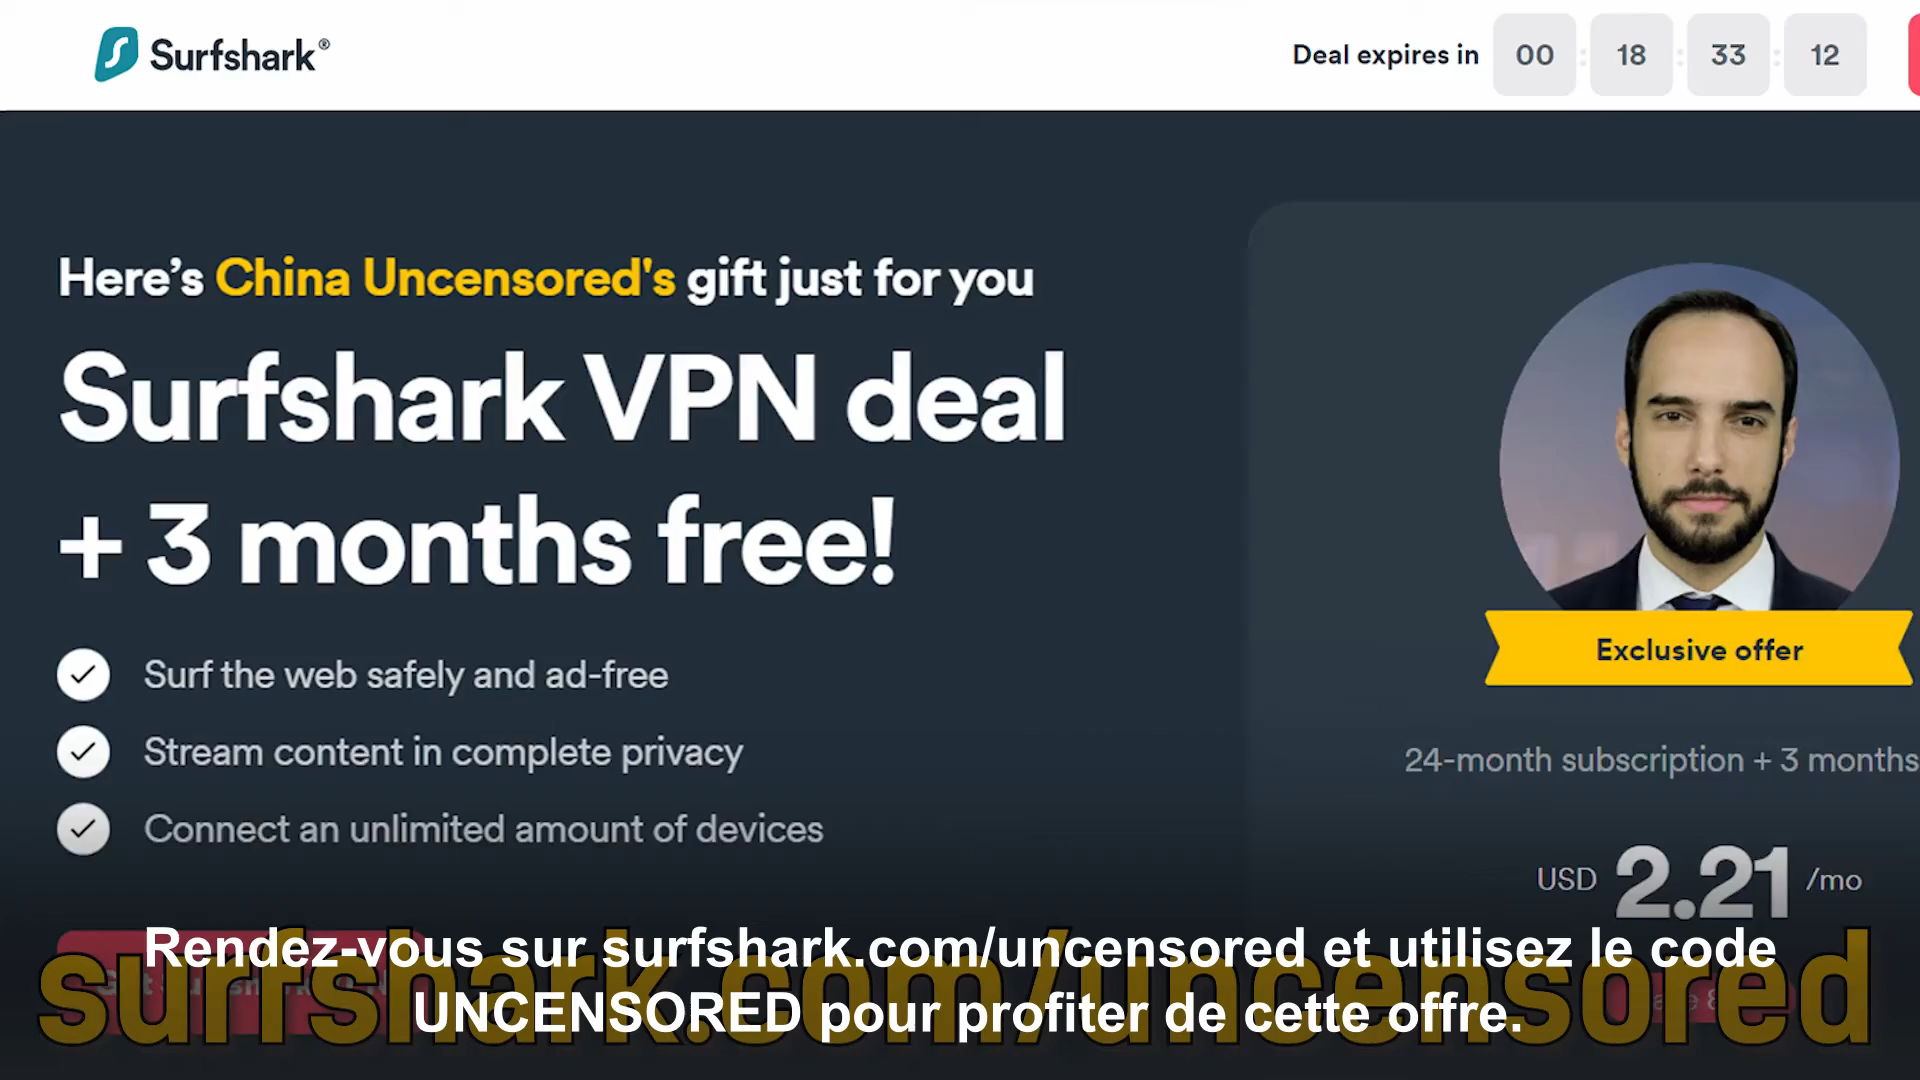 Surfshark®
Deal expires in 00 : 18 : 33 : 12
Here’s China Uncensored's gift just for you
Surfshark VPN deal
+ 3 months free!
Surf the web safely and ad-free
Stream content in complete privacy
Connect an unlimited amount of devices
Exclusive offer
24-month subscription + 3 months
USD 2.21 /mo
surfshark.com/uncensored
Rendez-vous sur surfshark.com/uncensored et utilisez le code
UNCENSORED pour profiter de cette offre.